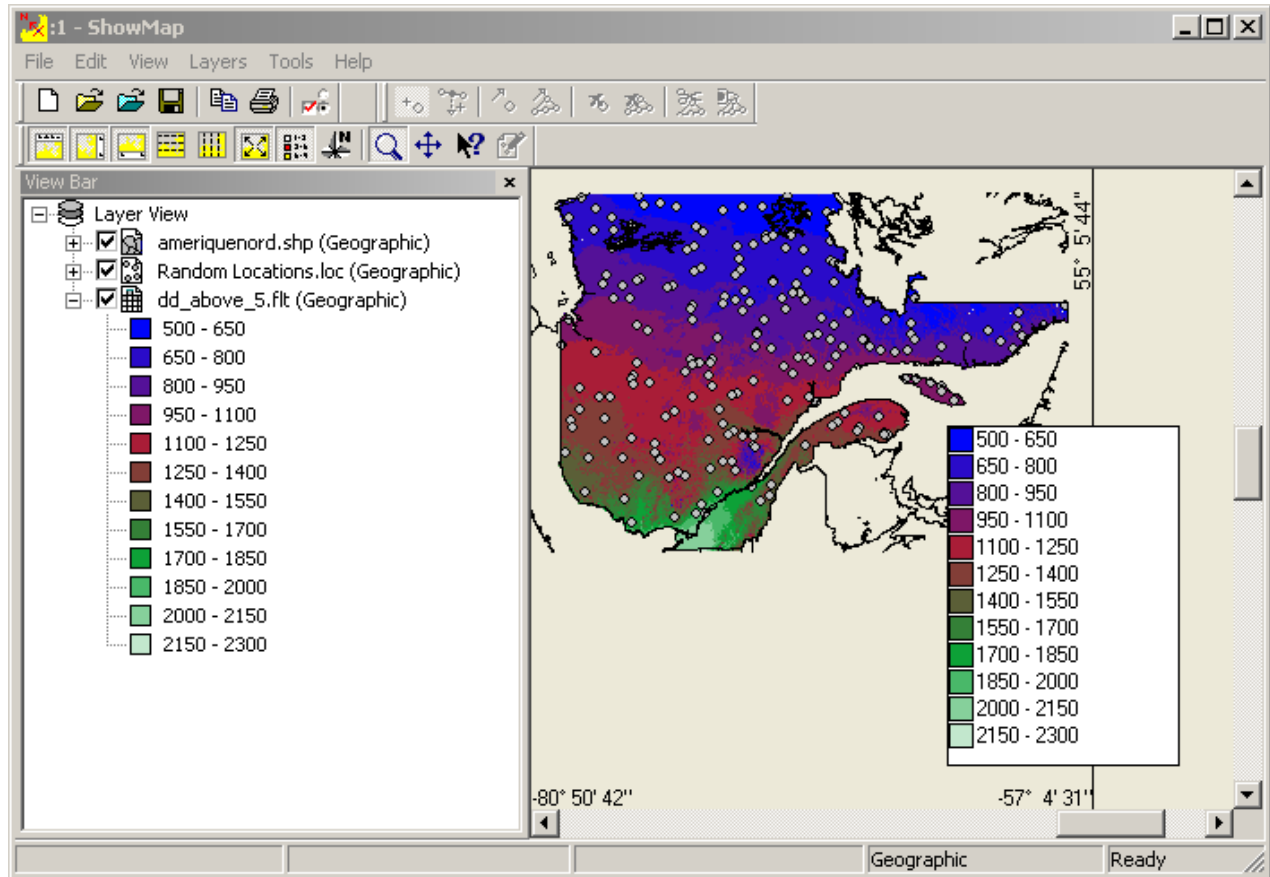 :1 - ShowMap
File Edit View Layers Tools Help
View Bar
Layer View
ameriquenord.shp (Geographic)
Random Locations.loc (Geographic)
dd_above_5.flt (Geographic)
500 - 650
650 - 800
800 - 950
950 - 1100
1100 - 1250
1250 - 1400
1400 - 1550
1550 - 1700
1700 - 1850
1850 - 2000
2000 - 2150
2150 - 2300
55° 5' 44"
500 - 650
650 - 800
800 - 950
950 - 1100
1100 - 1250
1250 - 1400
1400 - 1550
1550 - 1700
1700 - 1850
1850 - 2000
2000 - 2150
2150 - 2300
-80° 50' 42"
-57° 4' 31"
Geographic
Ready